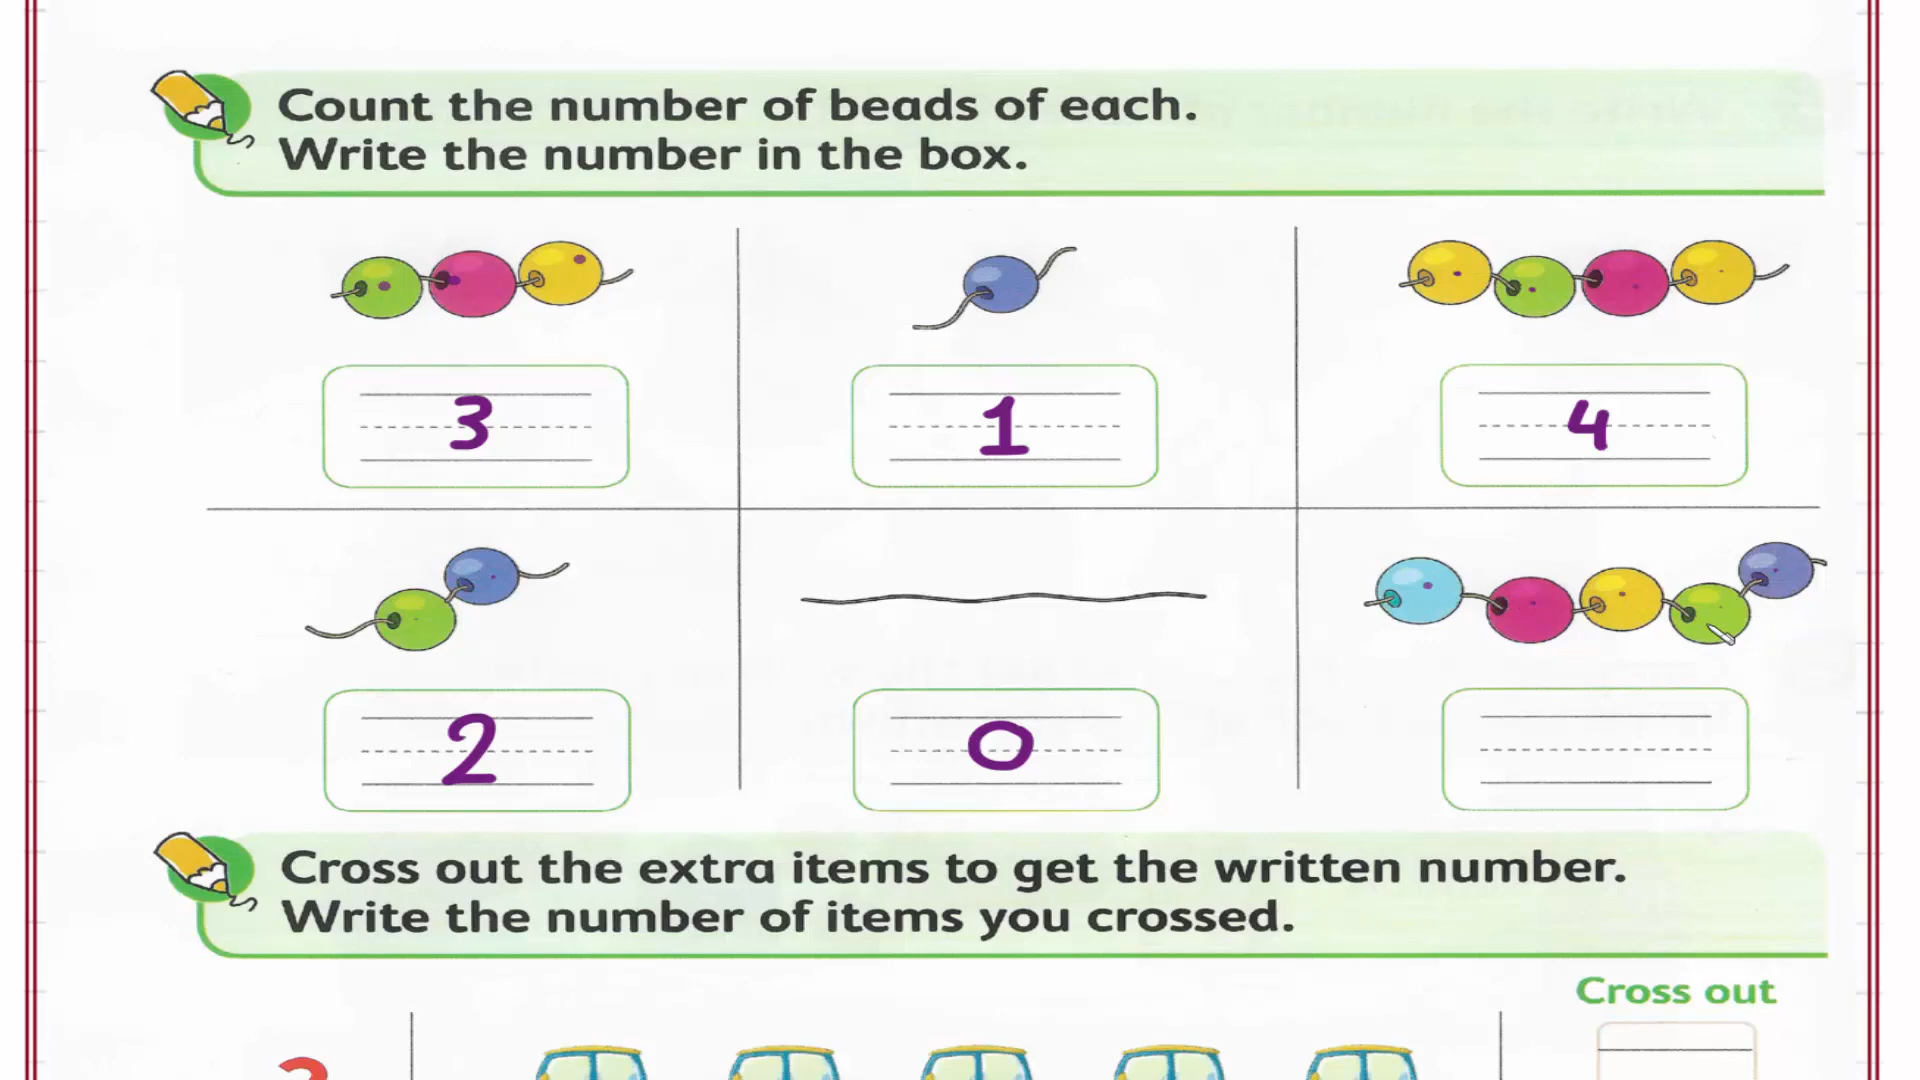 Count the number of beads of each.
Write the number in the box.
3 1 4
2 0
Cross out the extra items to get the written number.
Write the number of items you crossed.
Cross out